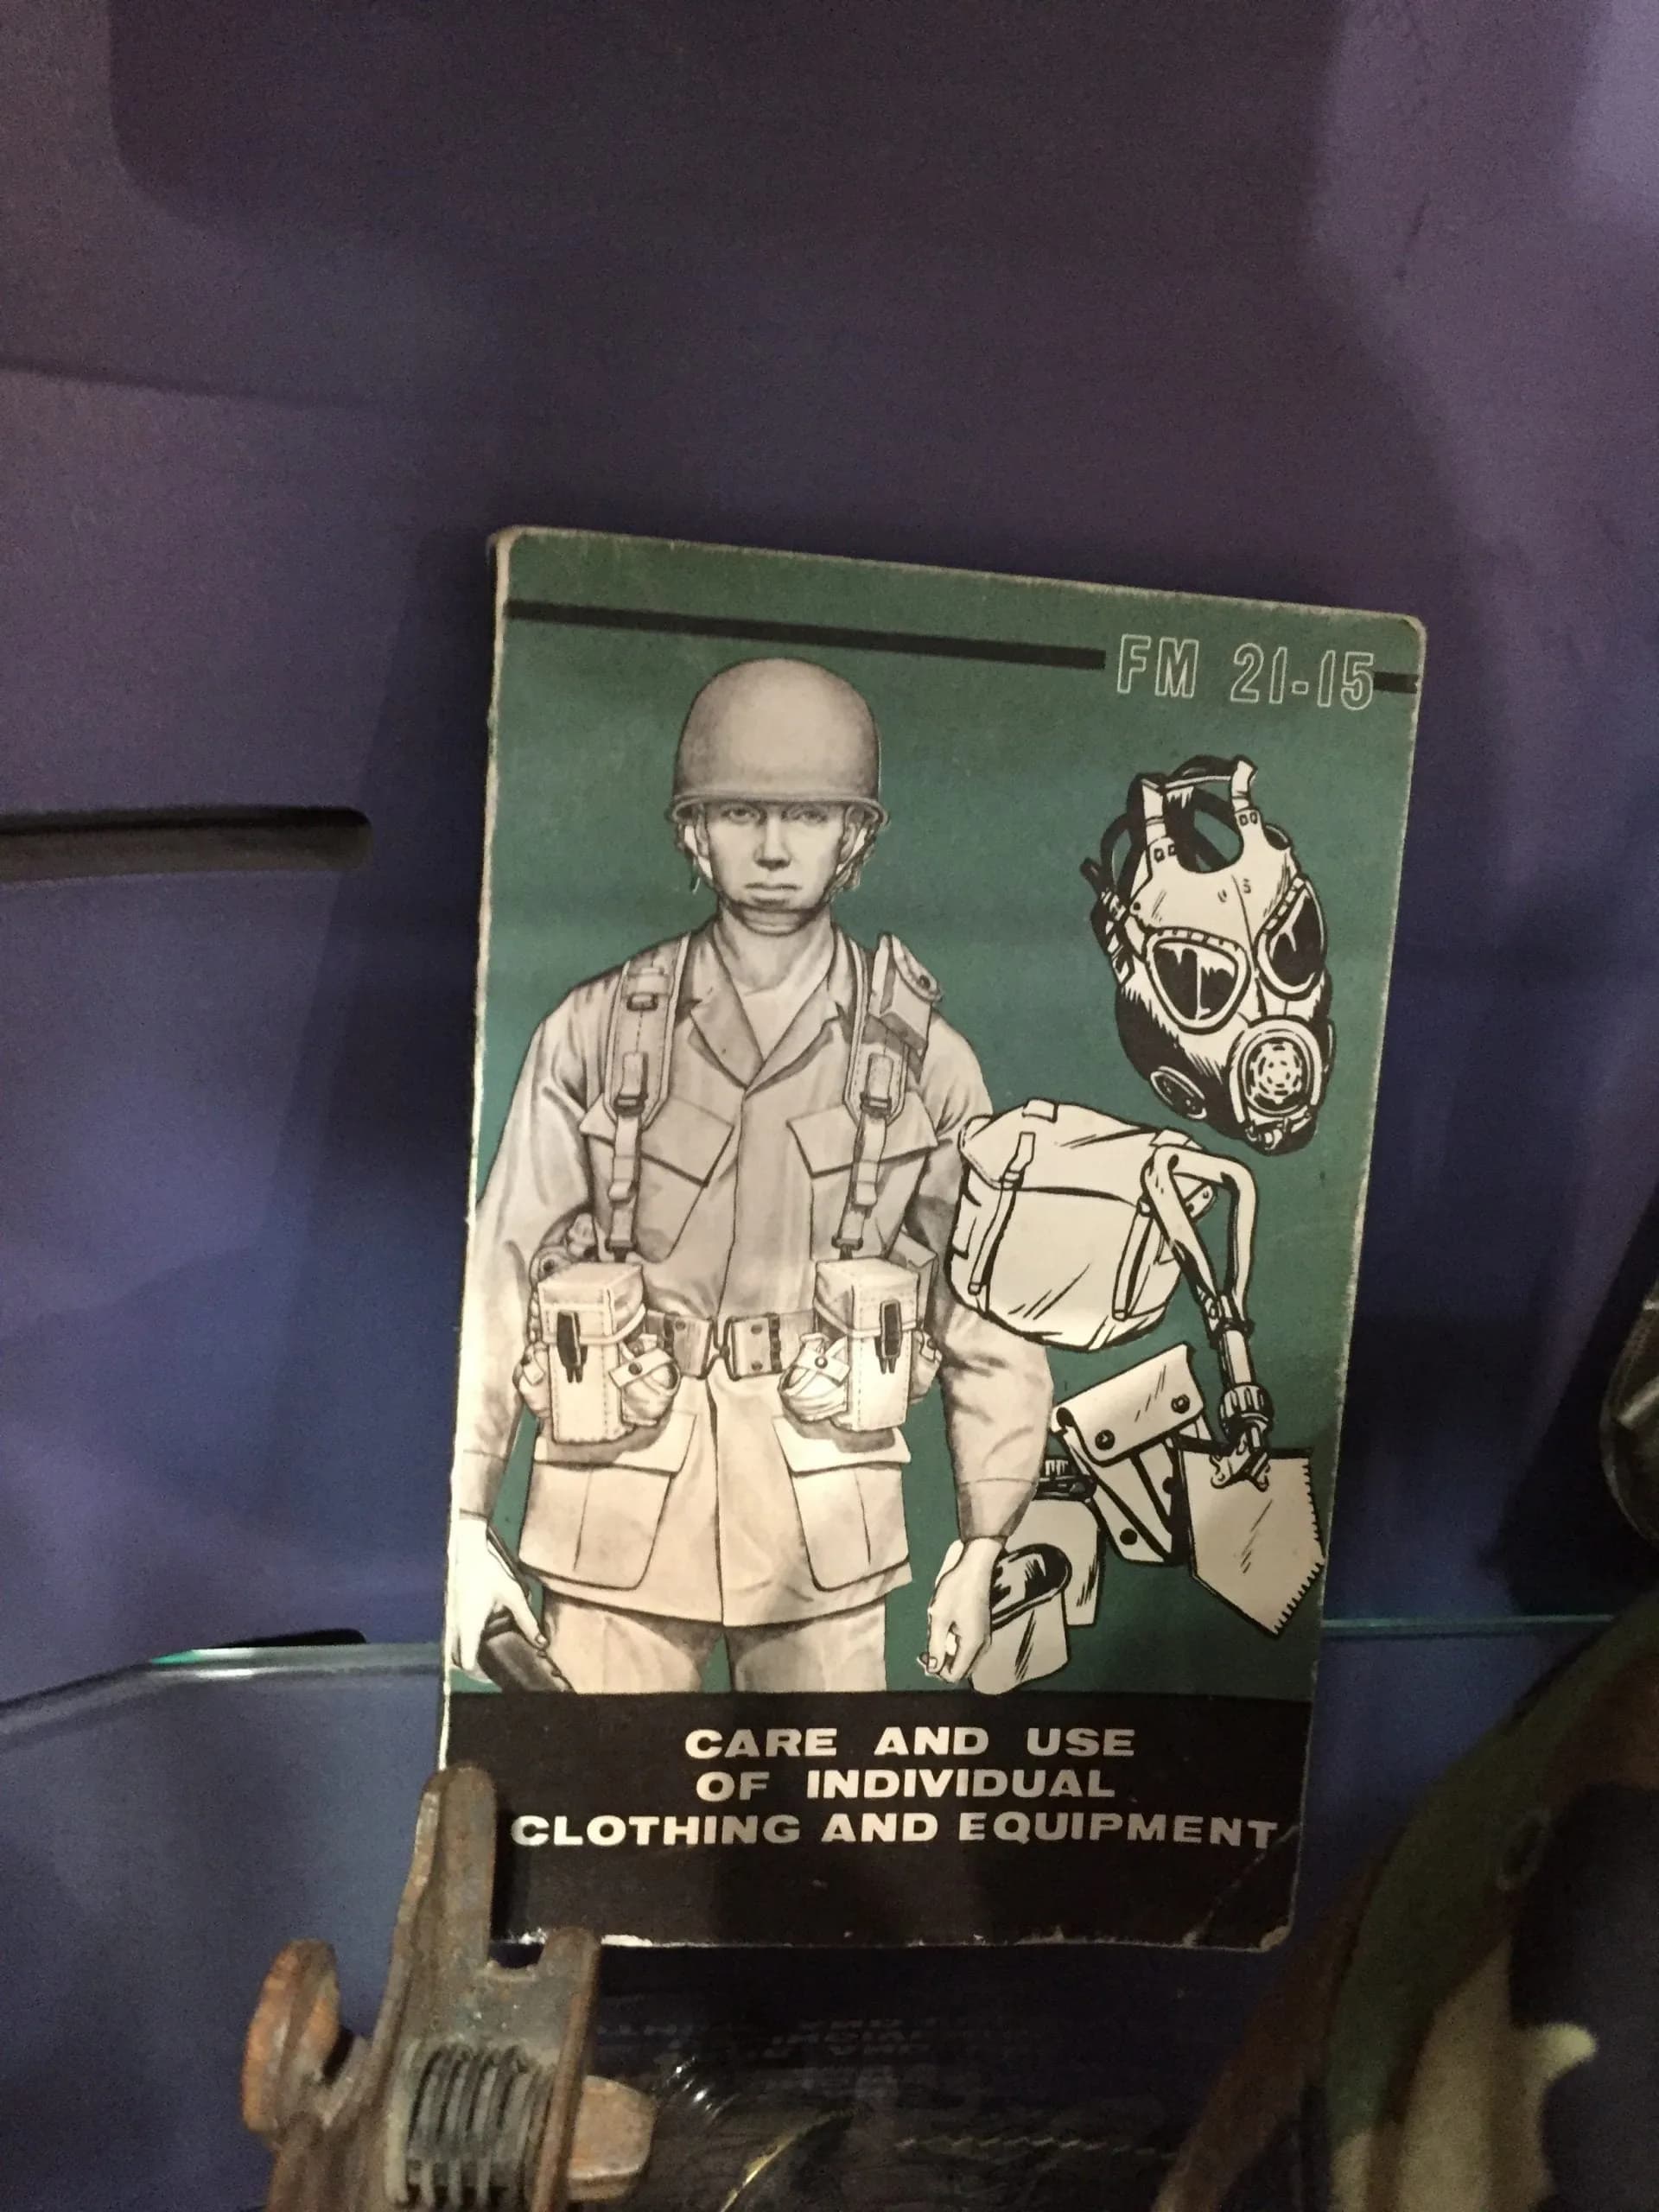 FM 21-15
CARE AND USE
OF INDIVIDUAL
CLOTHING AND EQUIPMENT